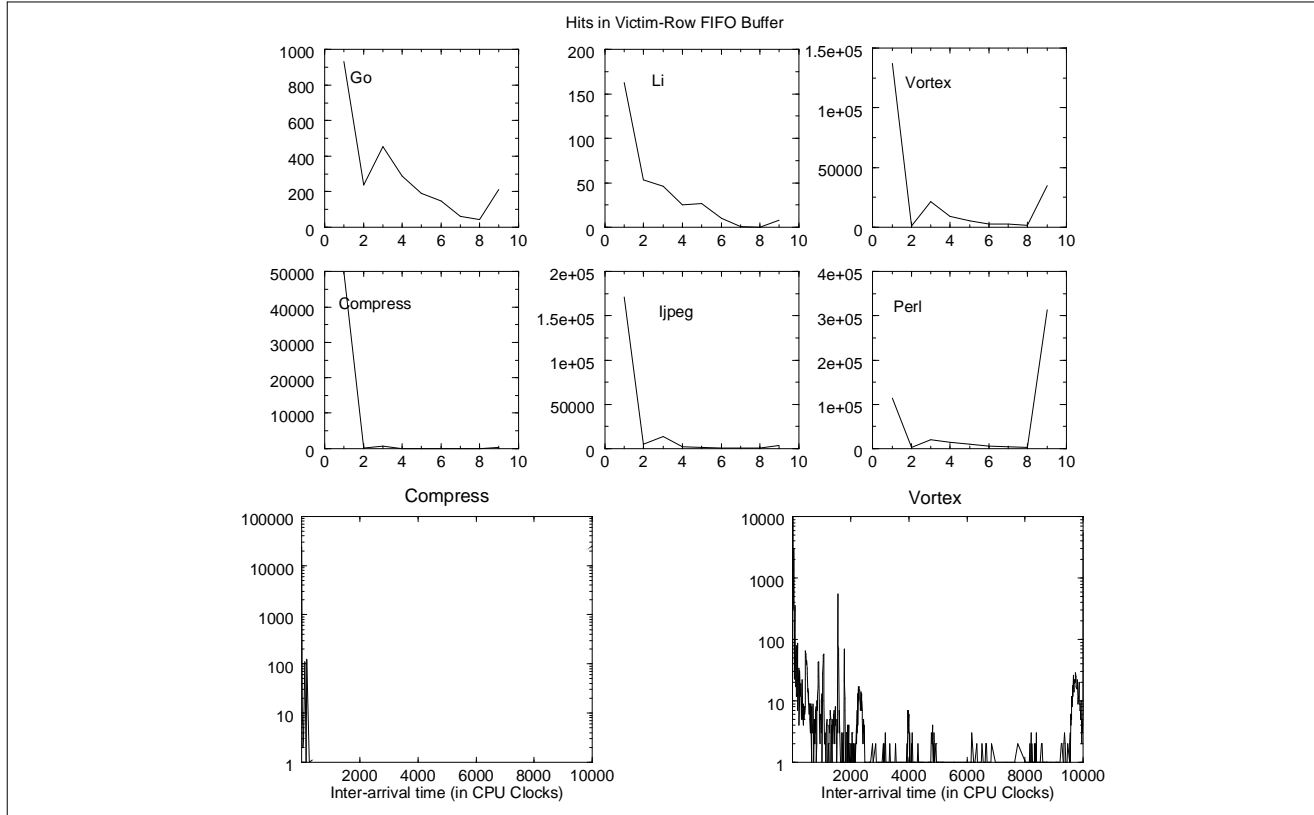 Hits in Victim-Row FIFO Buffer
1000
800
600
400
200
0
Go
0 2 4 6 8 10
200
150
100
50
0
Li
0 2 4 6 8 10
1.5e+05
1e+05
50000
0
Vortex
0 2 4 6 8 10
50000
40000
30000
20000
10000
0
Compress
0 2 4 6 8 10
2e+05
1.5e+05
1e+05
50000
0
Ijpeg
0 2 4 6 8 10
4e+05
3e+05
2e+05
1e+05
0
Perl
0 2 4 6 8 10
Compress
100000
10000
1000
100
10
1
2000 4000 6000 8000 10000
Inter-arrival time (in CPU Clocks)
Vortex
10000
1000
100
10
1
2000 4000 6000 8000 10000
Inter-arrival time (in CPU Clocks)